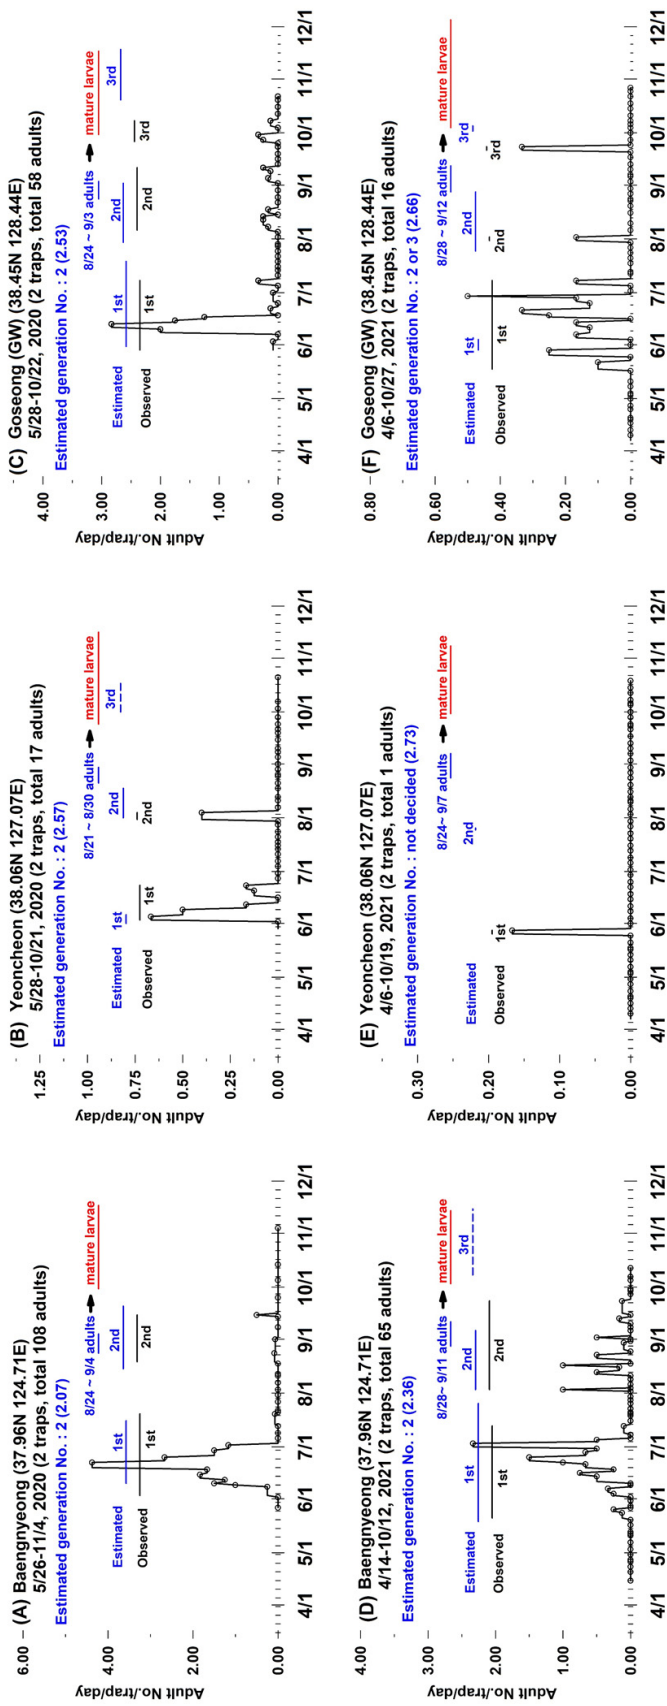 (A) Baengnyeong (37.96N 124.71E)
5/26-11/4, 2020 (2 traps, total 108 adults)
Estimated generation No. : 2 (2.07)
8/24 ~ 9/4 adults mature larvae
Estimated 1st 2nd
Observed 1st 2nd
Adult No./trap/day
6.00
4.00
2.00
0.00
4/1 5/1 6/1 7/1 8/1 9/1 10/1 11/1 12/1
(B) Yeoncheon (38.06N 127.07E)
5/28-10/21, 2020 (2 traps, total 17 adults)
Estimated generation No. : 2 (2.57)
8/21 ~ 8/30 adults mature larvae
Estimated 1st 2nd 3rd
Observed 1st 2nd
Adult No./trap/day
1.25
1.00
0.75
0.50
0.25
0.00
4/1 5/1 6/1 7/1 8/1 9/1 10/1 11/1 12/1
(C) Goseong (GW) (38.45N 128.44E)
5/28-10/22, 2020 (2 traps, total 58 adults)
Estimated generation No. : 2 (2.53)
8/24 ~ 9/3 adults mature larvae
Estimated 1st 2nd 3rd
Observed 1st 2nd 3rd
Adult No./trap/day
4.00
3.00
2.00
1.00
0.00
4/1 5/1 6/1 7/1 8/1 9/1 10/1 11/1 12/1
(D) Baengnyeong (37.96N 124.71E)
4/14-10/12, 2021 (2 traps, total 65 adults)
Estimated generation No. : 2 (2.36)
8/28~ 9/11 adults mature larvae
Estimated 1st 2nd 3rd
Observed 1st 2nd
Adult No./trap/day
4.00
3.00
2.00
1.00
0.00
4/1 5/1 6/1 7/1 8/1 9/1 10/1 11/1 12/1
(E) Yeoncheon (38.06N 127.07E)
4/6-10/19, 2021 (2 traps, total 1 adults)
Estimated generation No. : not decided (2.73)
8/24~ 9/7 adults mature larvae
Estimated 2nd
Observed 1st
Adult No./trap/day
0.30
0.20
0.10
0.00
4/1 5/1 6/1 7/1 8/1 9/1 10/1 11/1 12/1
(F) Goseong (GW) (38.45N 128.44E)
4/6-10/27, 2021 (2 traps, total 16 adults)
Estimated generation No. : 2 or 3 (2.66)
8/28 ~ 9/12 adults mature larvae
Estimated 1st 2nd 3rd
Observed 1st 2nd 3rd
Adult No./trap/day
0.80
0.60
0.40
0.20
0.00
4/1 5/1 6/1 7/1 8/1 9/1 10/1 11/1 12/1